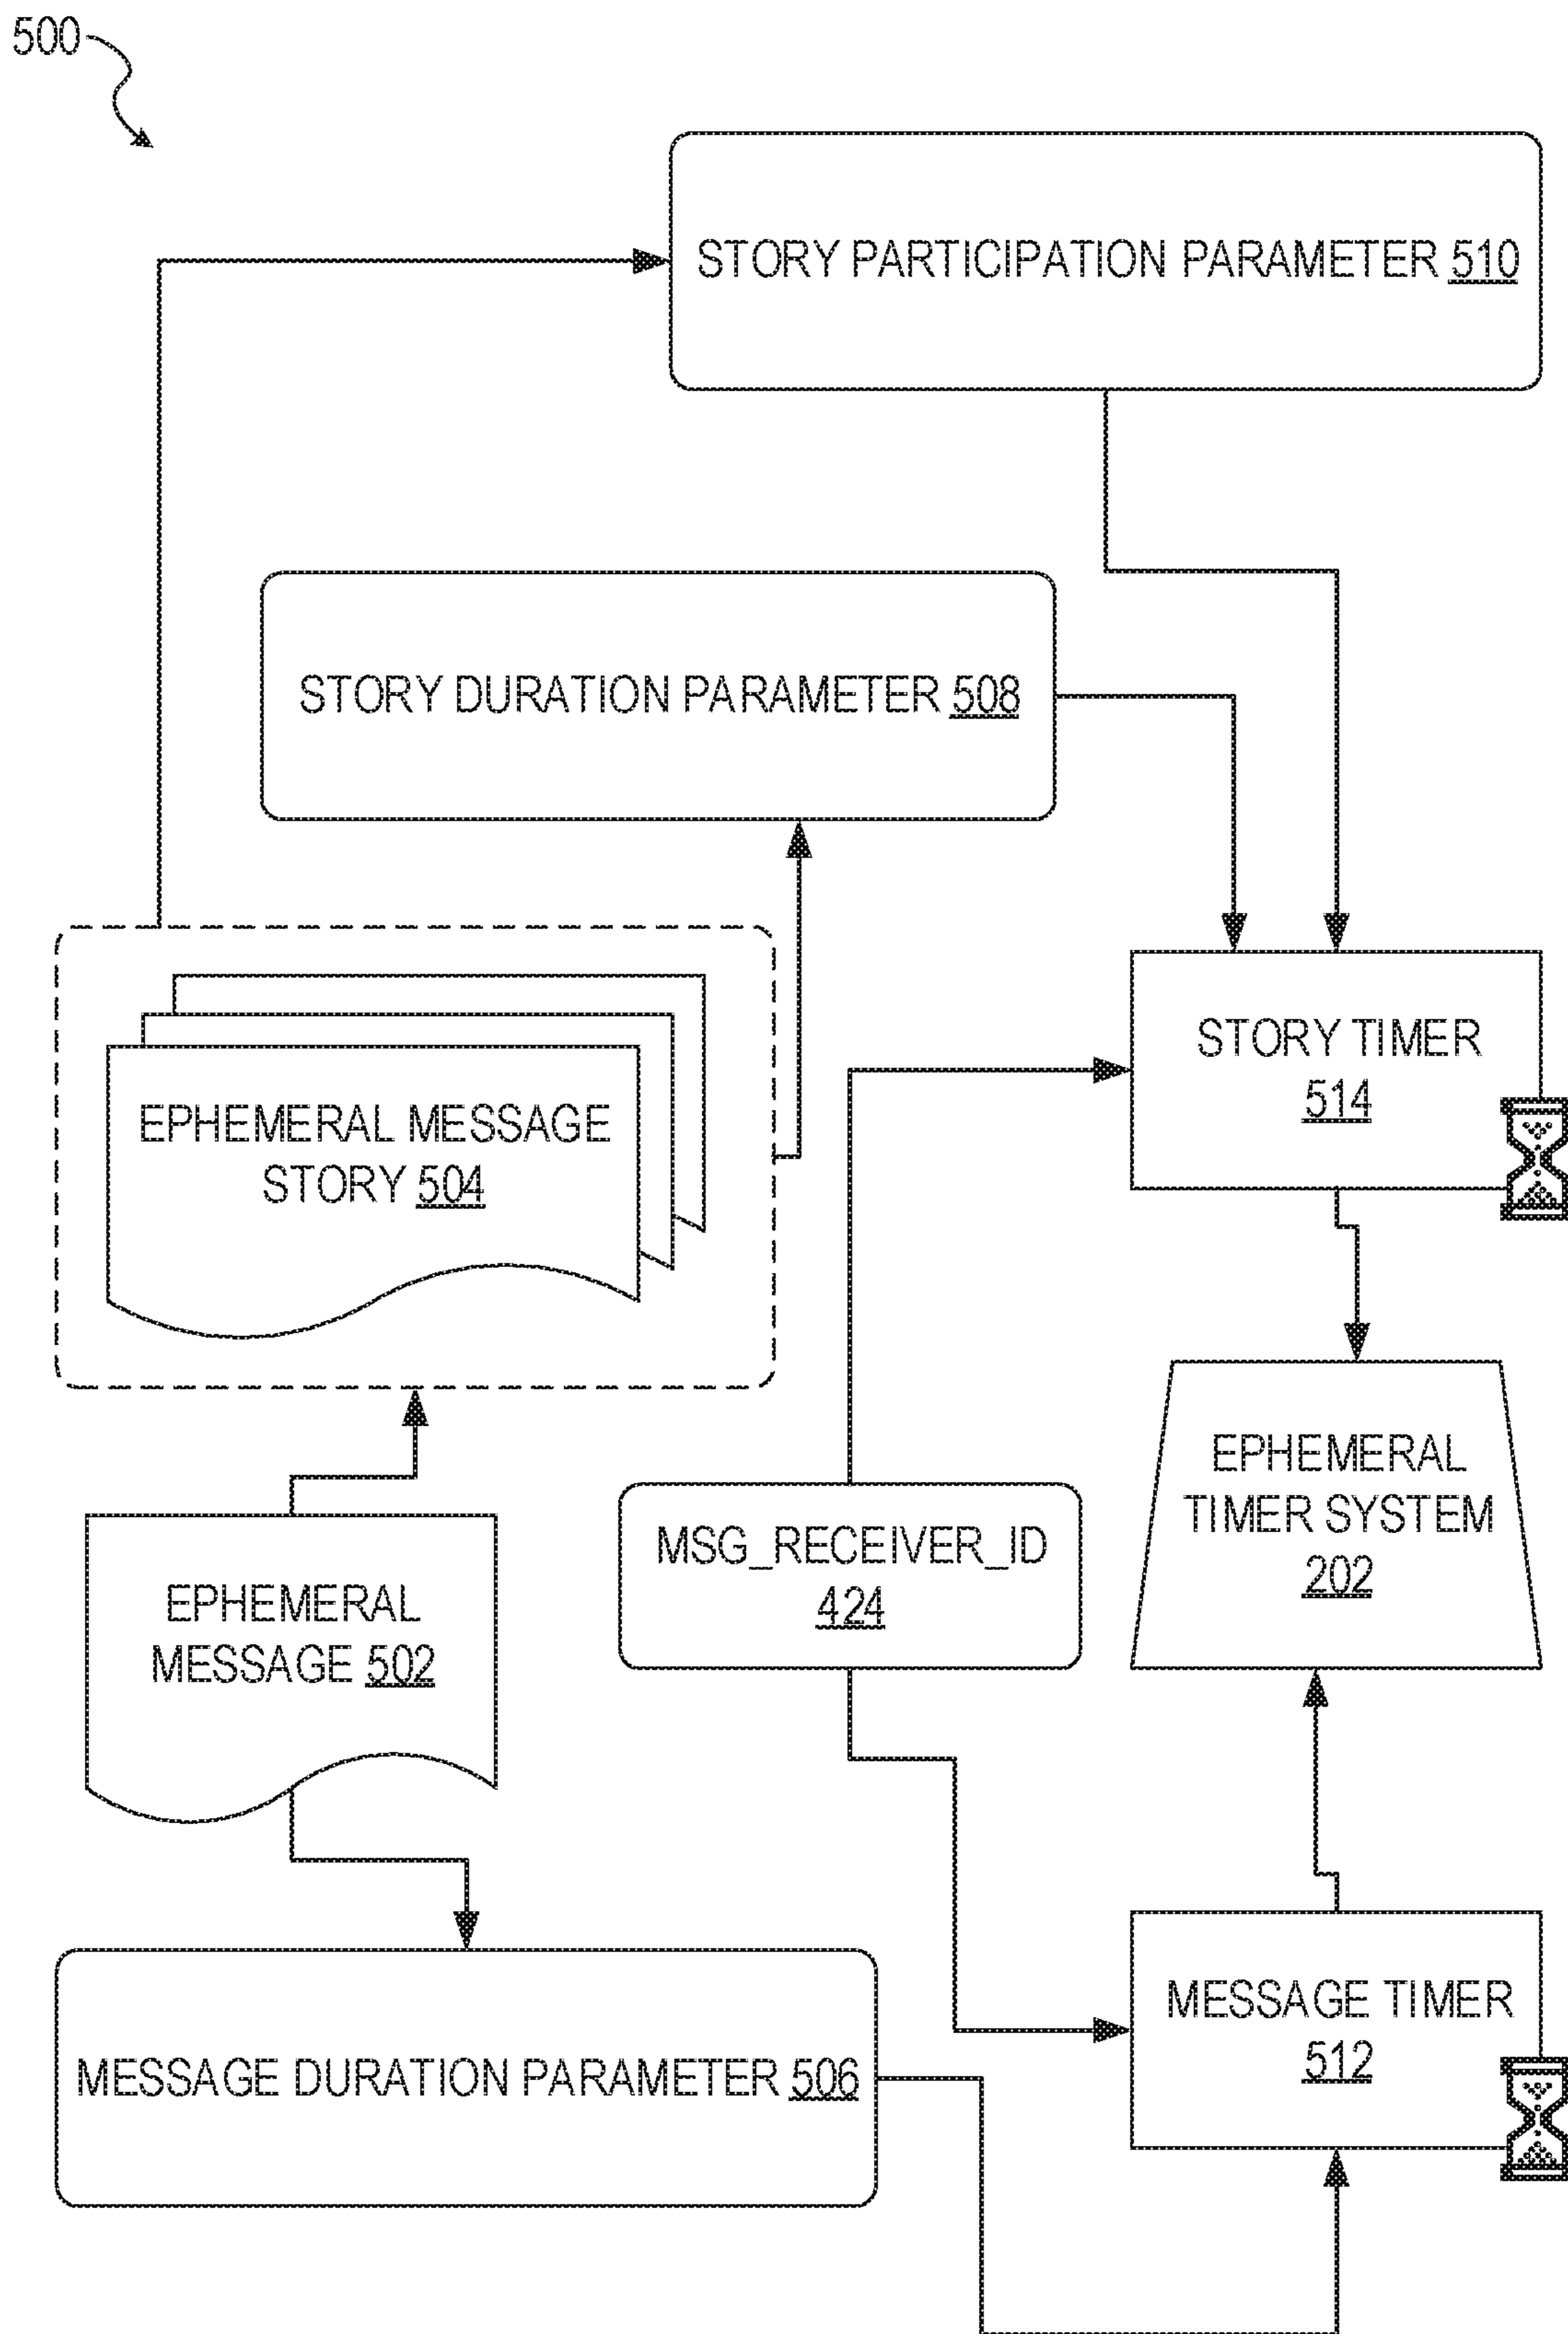 500
STORY PARTICIPATION PARAMETER 510
STORY DURATION PARAMETER 508
STORY TIMER
514
EPHEMERAL MESSAGE
STORY 504
EPHEMERAL
TIMER SYSTEM
202
MSG_RECEIVER_ID
424
EPHEMERAL
MESSAGE 502
MESSAGE TIMER
512
MESSAGE DURATION PARAMETER 506